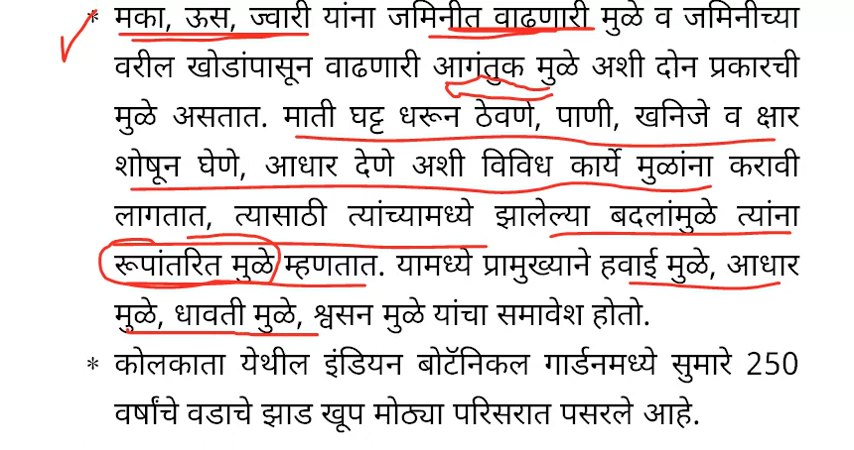 * मका, ऊस, ज्वारी यांना जमिनीत वाढणारी मुळे व जमिनीच्या
वरील खोडांपासून वाढणारी आगंतुक मुळे अशी दोन प्रकारची
मुळे असतात. माती घट्ट धरून ठेवणे, पाणी, खनिजे व क्षार
शोषून घेणे, आधार देणे अशी विविध कार्ये मुळांना करावी
लागतात, त्यासाठी त्यांच्यामध्ये झालेल्या बदलांमुळे त्यांना
रूपांतरित मुळे म्हणतात. यामध्ये प्रामुख्याने हवाई मुळे, आधार
मुळे, धावती मुळे, श्वसन मुळे यांचा समावेश होतो.
* कोलकाता येथील इंडियन बोटॅनिकल गार्डनमध्ये सुमारे 250
वर्षांचे वडाचे झाड खूप मोठ्या परिसरात पसरले आहे.